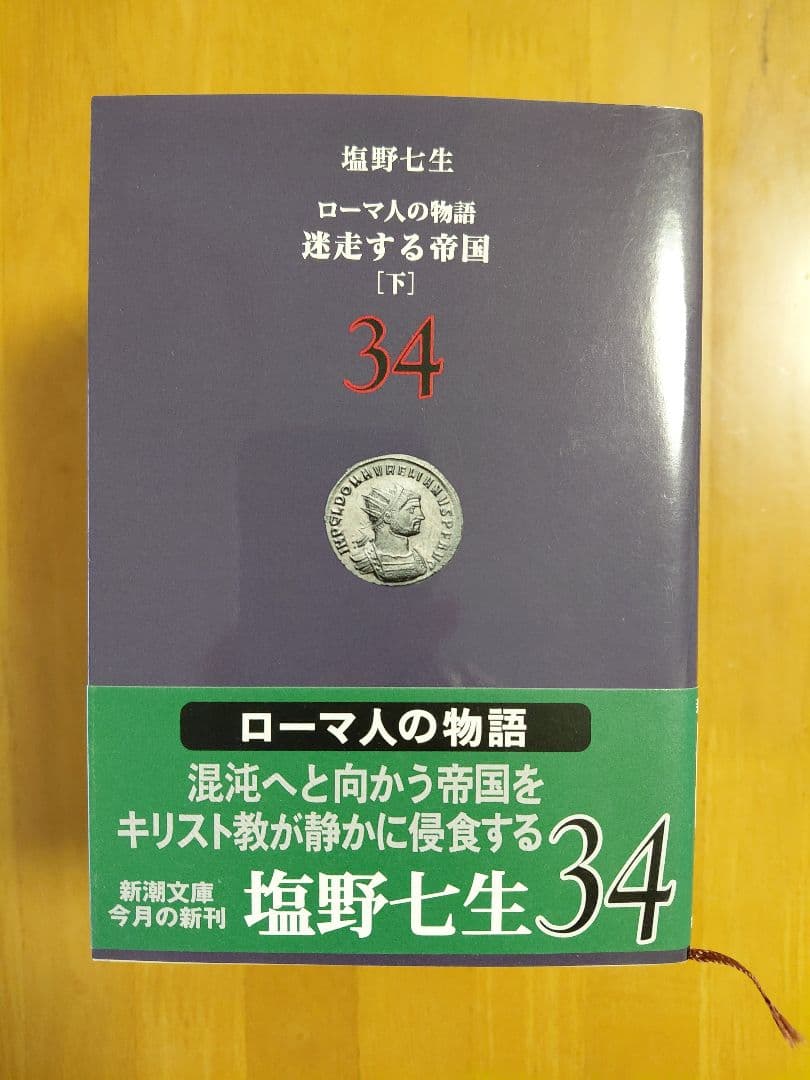 塩野七生
ローマ人の物語
迷走する帝国
[下]
34
IMPCLDOMAVRELIANVSPFAVG
ローマ人の物語
混沌へと向かう帝国を
キリスト教が静かに侵食する
新潮文庫
今月の新刊
塩野七生
34